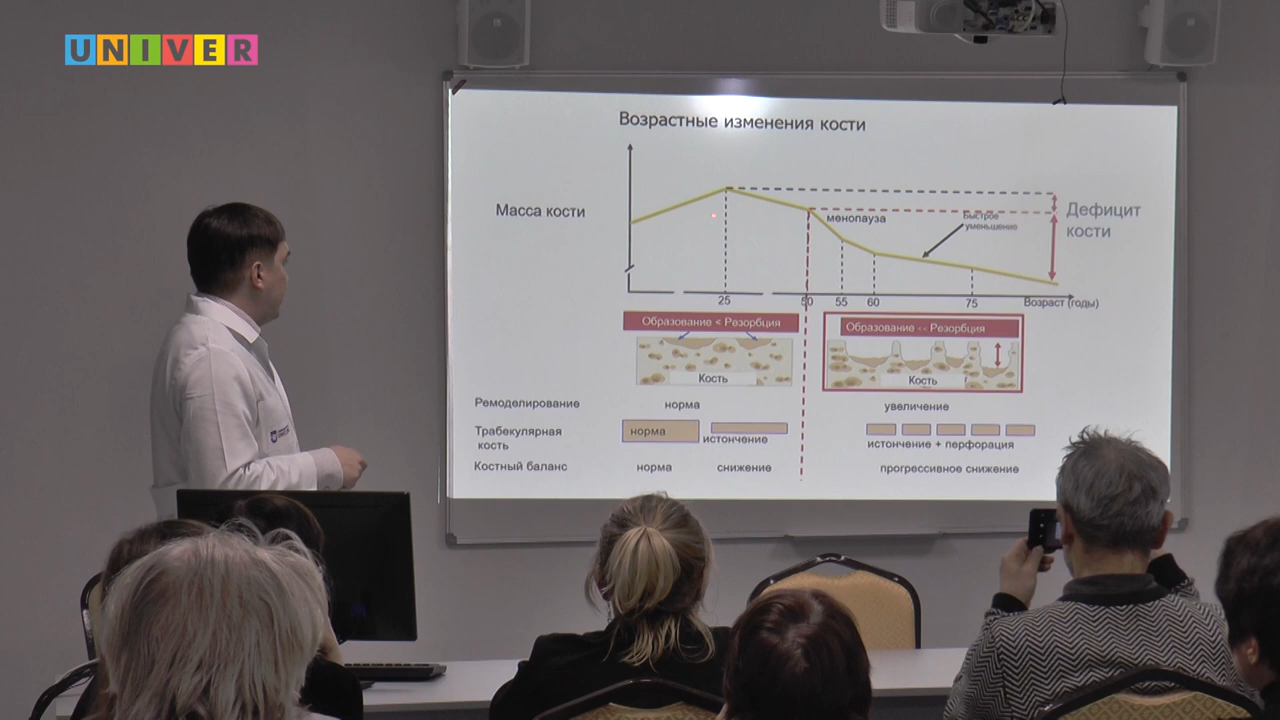 UNIVER
Возрастные изменения кости
Масса кости
менопауза
Быстрое
уменьшение
Дефицит
кости
25
50
55
60
75
Возраст (годы)
Образование < Резорбция
Образование << Резорбция
Кость
Кость
Ремоделирование
норма
увеличение
Трабекулярная
кость
норма
истончение
истончение + перфорация
Костный баланс
норма
снижение
прогрессивное снижение